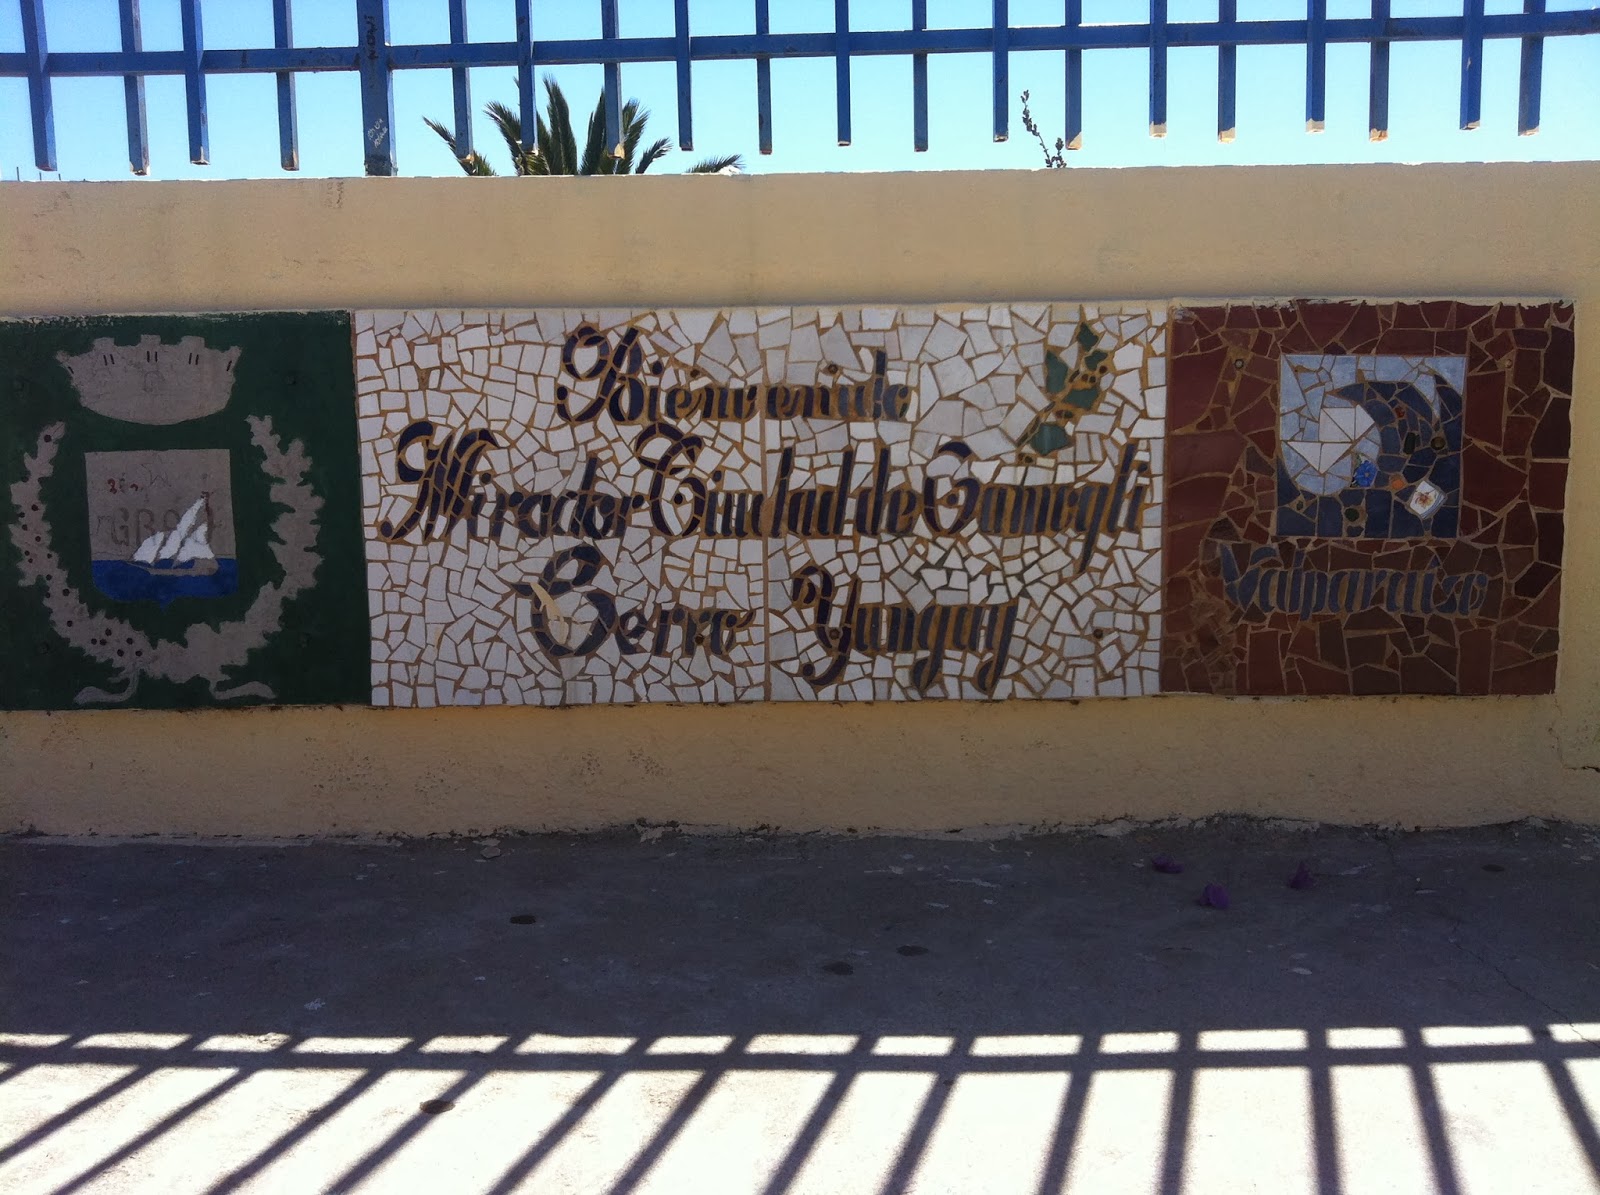 Bienvenido
Mirador Ciudad de Camogli
Cerro Yungay
Valparaíso